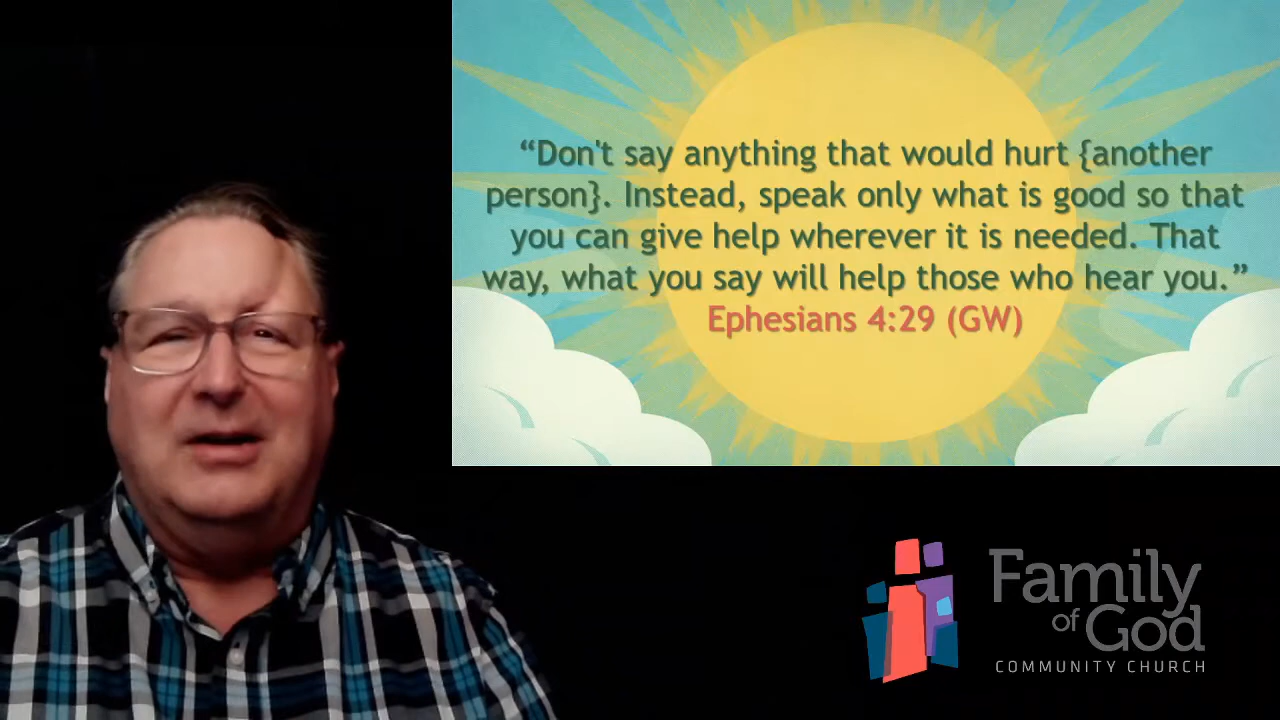 “Don't say anything that would hurt {another
person}. Instead, speak only what is good so that
you can give help wherever it is needed. That
way, what you say will help those who hear you.”
Ephesians 4:29 (GW)
Family
of God
COMMUNITY CHURCH